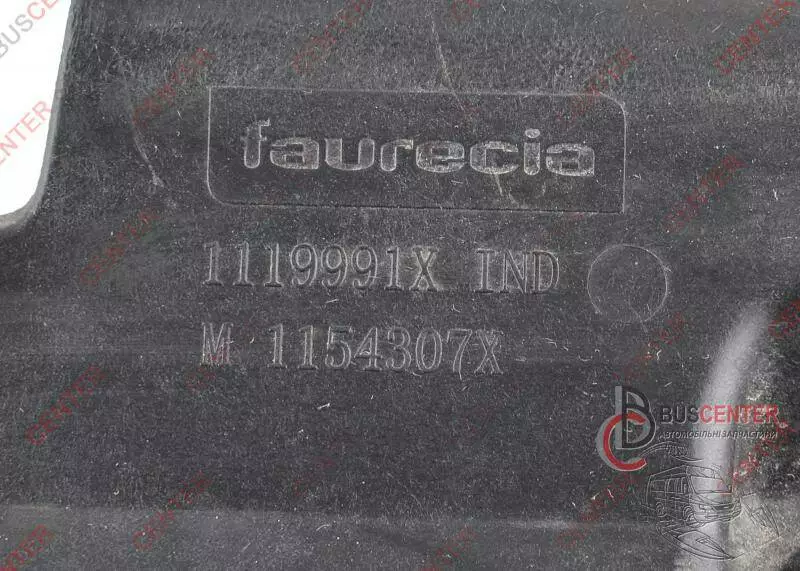 faurecia
1119991X IND
M 1154307X
BUSCENTER
АВТОМОБІЛЬНІ ЗАПЧАСТИНИ